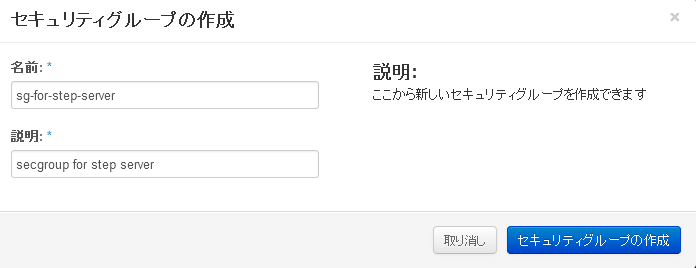 セキュリティグループの作成
×
名前: *
sg-for-step-server
説明: *
secgroup for step server
説明:
ここから新しいセキュリティグループを作成できます
取り消し
セキュリティグループの作成